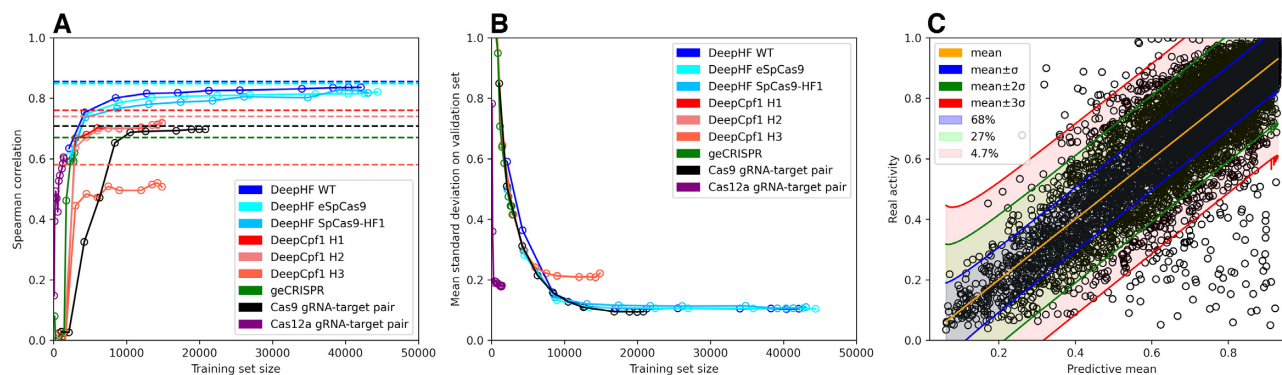 A
1.0
0.8
0.6
0.4
0.2
0.0
0
10000
20000
30000
40000
50000
Spearman correlation
Training set size
DeepHF WT
DeepHF eSpCas9
DeepHF SpCas9-HF1
DeepCpf1 H1
DeepCpf1 H2
DeepCpf1 H3
geCRISPR
Cas9 gRNA-target pair
Cas12a gRNA-target pair
B
1.0
0.8
0.6
0.4
0.2
0.0
0
10000
20000
30000
40000
50000
Mean standard deviation on validation set
Training set size
DeepHF WT
DeepHF eSpCas9
DeepHF SpCas9-HF1
DeepCpf1 H1
DeepCpf1 H2
DeepCpf1 H3
geCRISPR
Cas9 gRNA-target pair
Cas12a gRNA-target pair
C
1.0
0.8
0.6
0.4
0.2
0.0
0.2
0.4
0.6
0.8
Real activity
Predictive mean
mean
mean±σ
mean±2σ
mean±3σ
68%
27%
4.7%